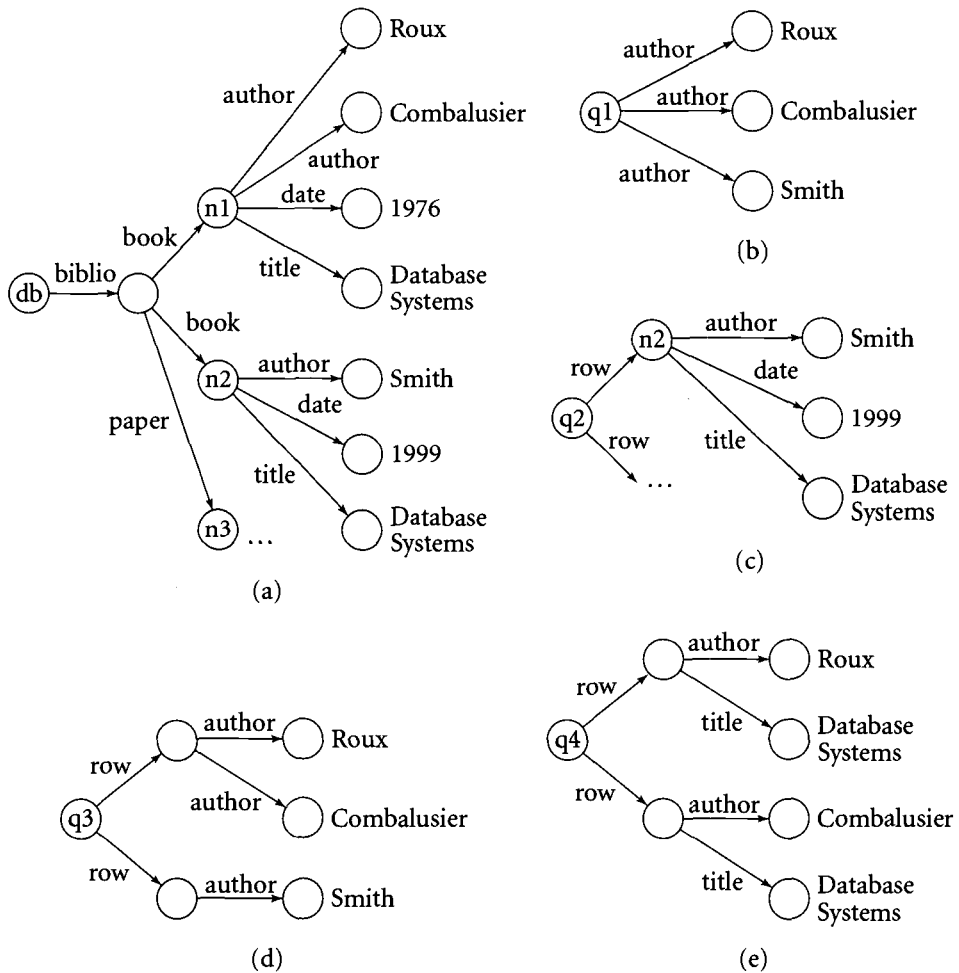 Roux
author
Combalusier
author
n1
date
1976
book
title
Database
Systems
db
biblio
book
n2
author
Smith
date
1999
paper
title
Database
Systems
n3
...
(a)
Roux
author
q1
author
Combalusier
author
Smith
(b)
n2
author
Smith
row
date
1999
q2
row
title
...
Database
Systems
(c)
author
Roux
row
author
q3
Combalusier
row
author
Smith
(d)
author
Roux
row
title
Database
Systems
q4
row
author
Combalusier
title
Database
Systems
(e)